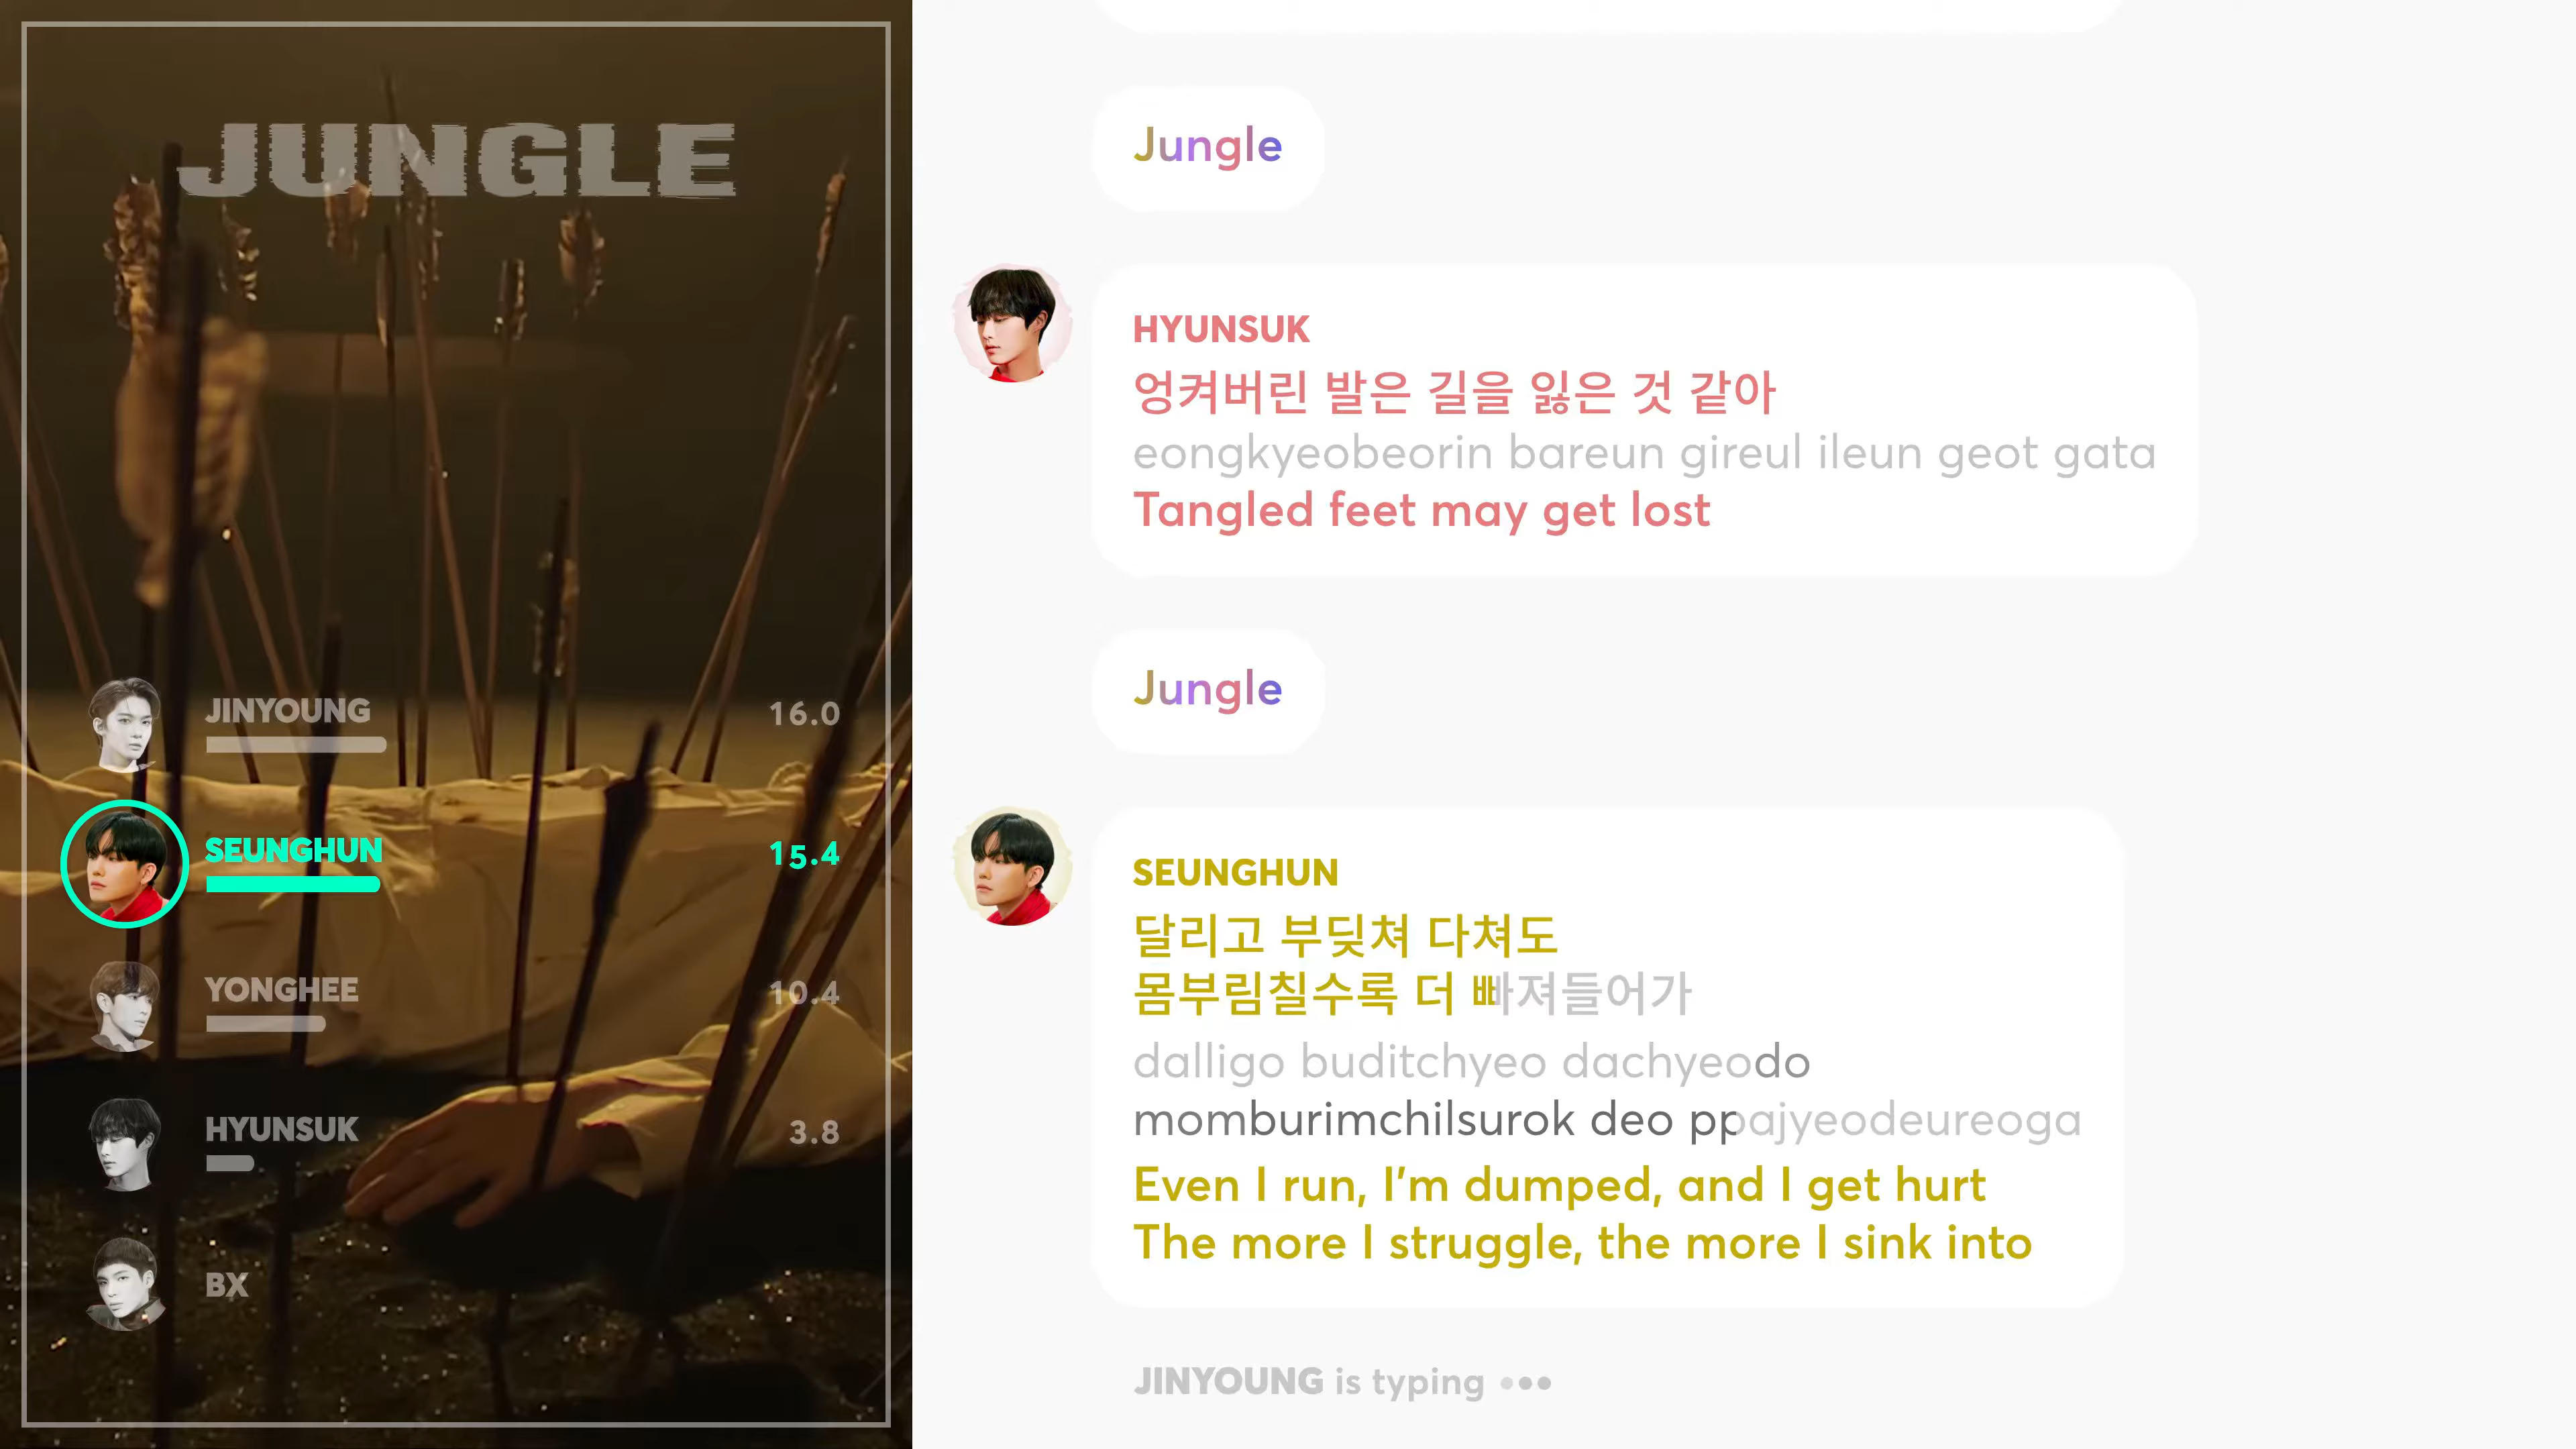 JUNGLE
JINYOUNG
16.0
SEUNGHUN
15.4
YONGHEE
10.4
HYUNSUK
3.8
BX
Jungle
HYUNSUK
엉켜버린 발은 길을 잃은 것 같아
eongkyeobeorin bareun gireul ileun geot gata
Tangled feet may get lost
Jungle
SEUNGHUN
달리고 부딪쳐 다쳐도
몸부림칠수록 더 빠져들어가
dalligo buditchyeo dachyeodo
momburimchilsurok deo ppajyeodeureoga
Even I run, I'm dumped, and I get hurt
The more I struggle, the more I sink into
JINYOUNG is typing